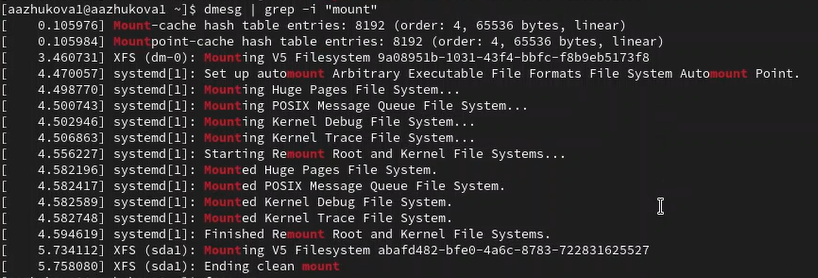 [aazhukova1@aazhukova1 ~]$ dmesg | grep -i "mount"
[    0.105976] Mount-cache hash table entries: 8192 (order: 4, 65536 bytes, linear)
[    0.105984] Mountpoint-cache hash table entries: 8192 (order: 4, 65536 bytes, linear)
[    3.460731] XFS (dm-0): Mounting V5 Filesystem 9a08951b-1031-43f4-bbfc-f8b9eb5173f8
[    4.470057] systemd[1]: Set up automount Arbitrary Executable File Formats File System Automount Point.
[    4.498770] systemd[1]: Mounting Huge Pages File System...
[    4.500743] systemd[1]: Mounting POSIX Message Queue File System...
[    4.502946] systemd[1]: Mounting Kernel Debug File System...
[    4.506863] systemd[1]: Mounting Kernel Trace File System...
[    4.556227] systemd[1]: Starting Remount Root and Kernel File Systems...
[    4.582196] systemd[1]: Mounted Huge Pages File System.
[    4.582417] systemd[1]: Mounted POSIX Message Queue File System.
[    4.582589] systemd[1]: Mounted Kernel Debug File System.
[    4.582748] systemd[1]: Mounted Kernel Trace File System.
[    4.594619] systemd[1]: Finished Remount Root and Kernel File Systems.
[    5.734112] XFS (sda1): Mounting V5 Filesystem abafd482-bfe0-4a6c-8783-722831625527
[    5.758080] XFS (sda1): Ending clean mount